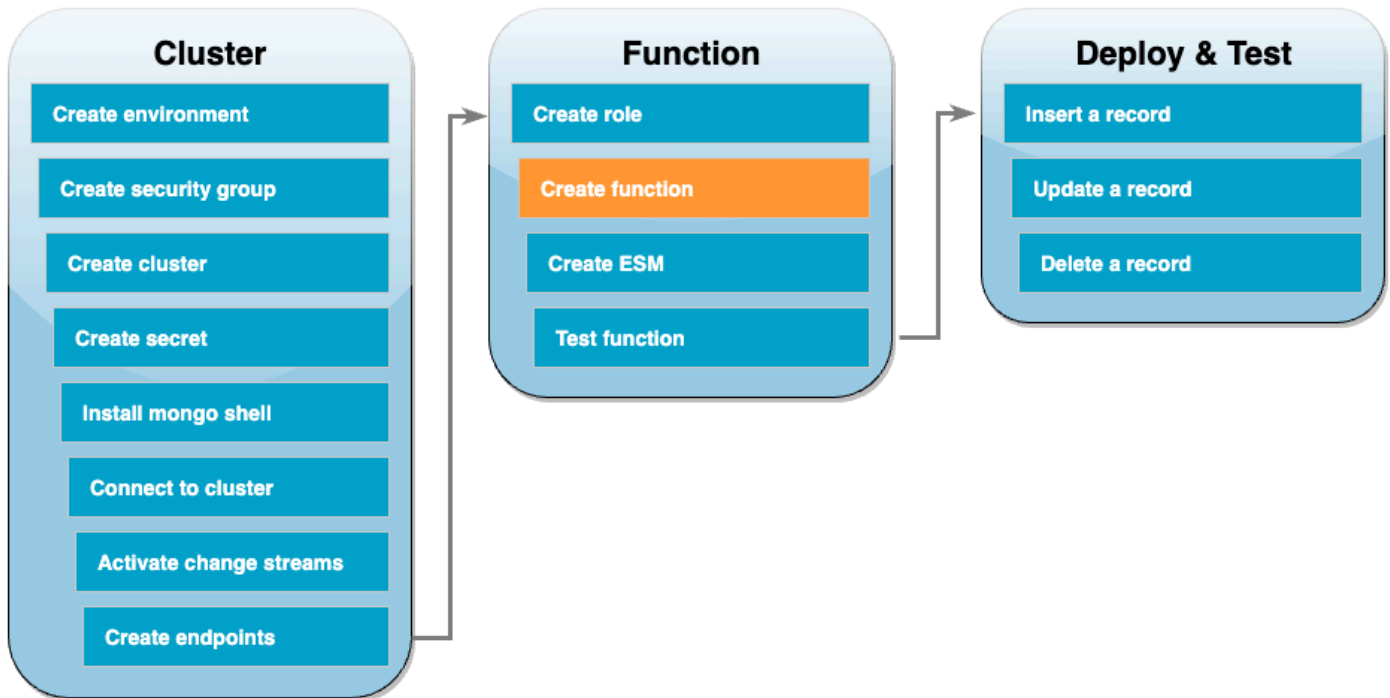 Cluster
Create environment
Create security group
Create cluster
Create secret
Install mongo shell
Connect to cluster
Activate change streams
Create endpoints
Function
Create role
Create function
Create ESM
Test function
Deploy & Test
Insert a record
Update a record
Delete a record